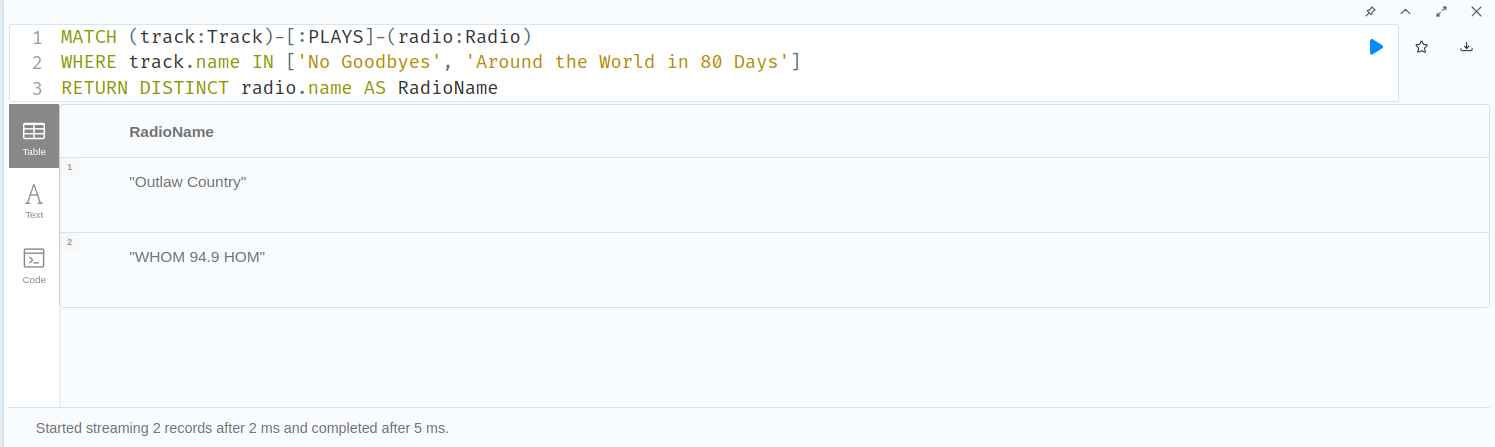 1 MATCH (track:Track)-[:PLAYS]-(radio:Radio)
2 WHERE track.name IN ['No Goodbyes', 'Around the World in 80 Days']
3 RETURN DISTINCT radio.name AS RadioName
RadioName
Table
1
"Outlaw Country"
Text
2
"WHOM 94.9 HOM"
Code
Started streaming 2 records after 2 ms and completed after 5 ms.